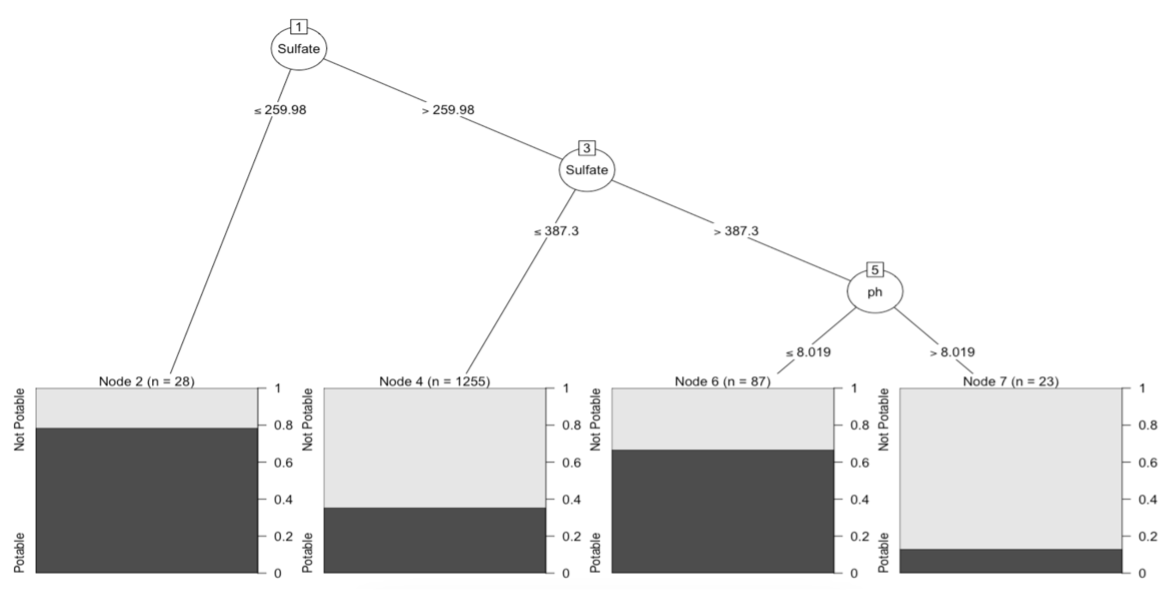 1
Sulfate
≤ 259.98
> 259.98
3
Sulfate
≤ 387.3
> 387.3
5
ph
≤ 8.019
> 8.019
Node 2 (n = 28)
Not Potable
Potable
1
0.8
0.6
0.4
0.2
0
Node 4 (n = 1255)
Not Potable
Potable
1
0.8
0.6
0.4
0.2
0
Node 6 (n = 87)
Not Potable
Potable
1
0.8
0.6
0.4
0.2
0
Node 7 (n = 23)
Not Potable
Potable
1
0.8
0.6
0.4
0.2
0